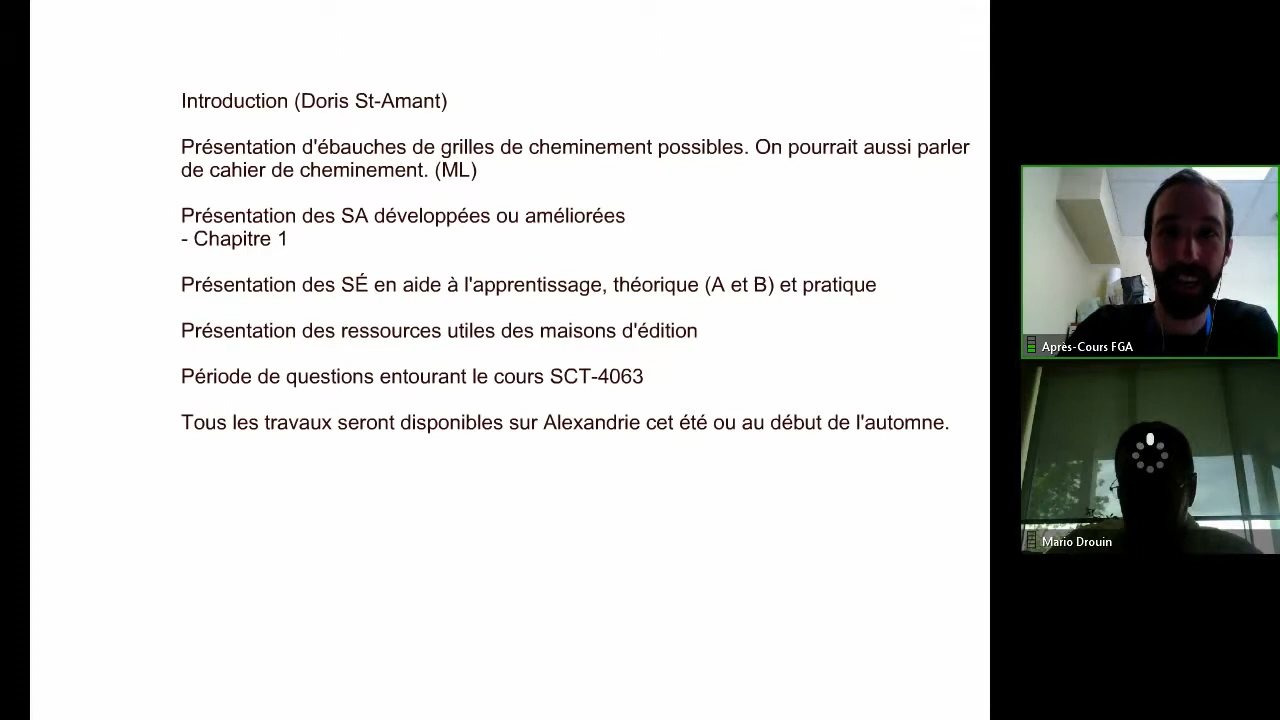 Introduction (Doris St-Amant)
Présentation d'ébauches de grilles de cheminement possibles. On pourrait aussi parler
de cahier de cheminement. (ML)
Présentation des SA développées ou améliorées
- Chapitre 1
Présentation des SÉ en aide à l'apprentissage, théorique (A et B) et pratique
Présentation des ressources utiles des maisons d'édition
Période de questions entourant le cours SCT-4063
Tous les travaux seront disponibles sur Alexandrie cet été ou au début de l'automne.
Après-Cours FGA
Mario Drouin